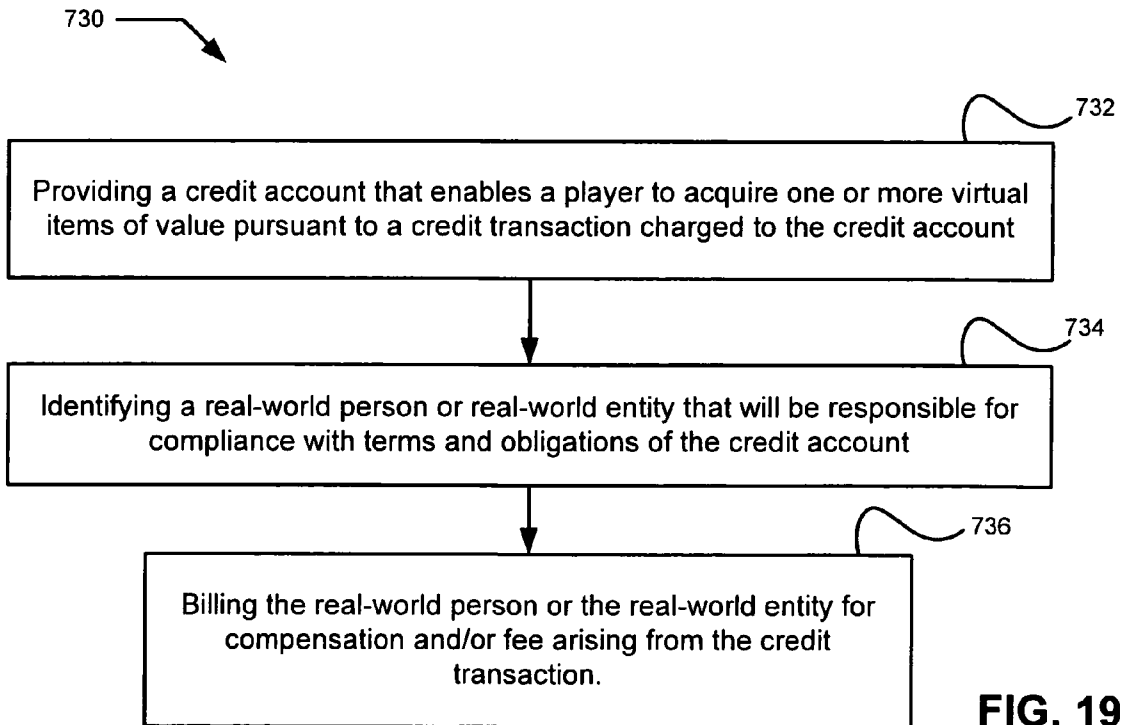 730
732
Providing a credit account that enables a player to acquire one or more virtual
items of value pursuant to a credit transaction charged to the credit account
734
Identifying a real-world person or real-world entity that will be responsible for
compliance with terms and obligations of the credit account
736
Billing the real-world person or the real-world entity for
compensation and/or fee arising from the credit
transaction.
FIG. 19